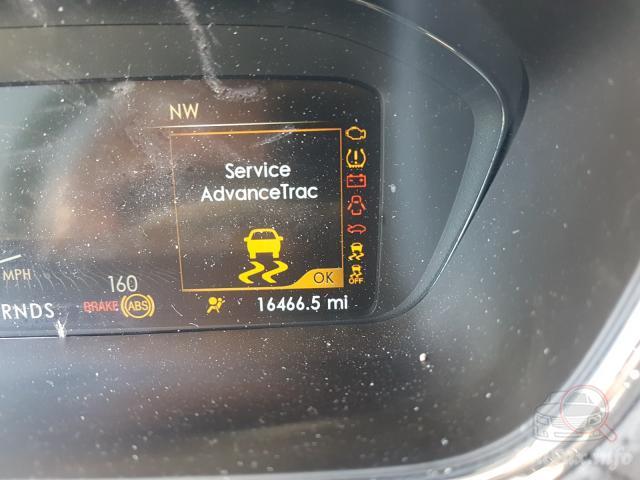 NW
Service
AdvanceTrac
OK
OFF
MPH
160
RNDS
BRAKE
ABS
16466.5 mi